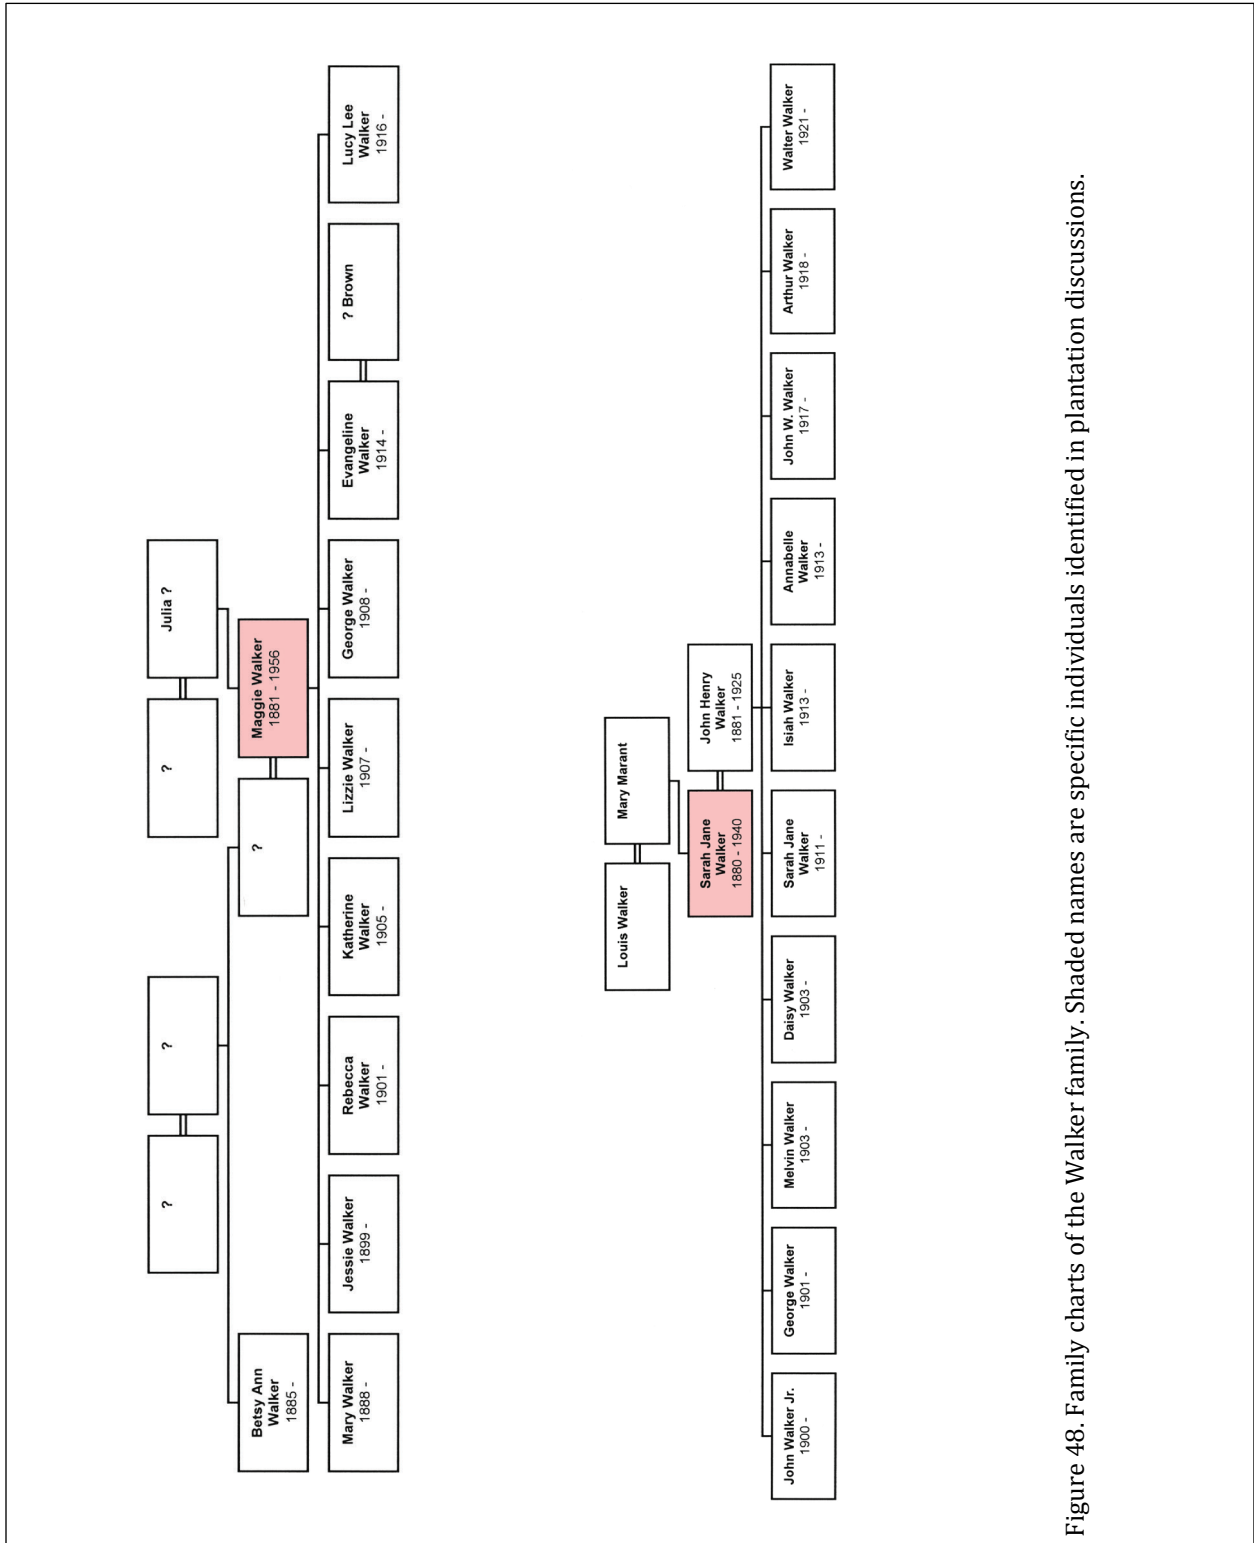 ?
?
?
Julia ?
Betsy Ann
Walker
1885 -
?
Maggie Walker
1881 - 1956
Mary Walker
1888 -
Jessie Walker
1899 -
Rebecca
Walker
1901 -
Katherine
Walker
1905 -
Lizzie Walker
1907 -
George Walker
1908 -
Evangeline
Walker
1914 -
? Brown
Lucy Lee
Walker
1916 -
Louis Walker
Mary Marant
Sarah Jane
Walker
1880 - 1940
John Henry
Walker
1881 - 1925
John Walker Jr.
1900 -
George Walker
1901 -
Melvin Walker
1903 -
Daisy Walker
1903 -
Sarah Jane
Walker
1911 -
Isiah Walker
1913 -
Annabelle
Walker
1913 -
John W. Walker
1917 -
Arthur Walker
1918 -
Walter Walker
1921 -
Figure 48. Family charts of the Walker family. Shaded names are specific individuals identified in plantation discussions.